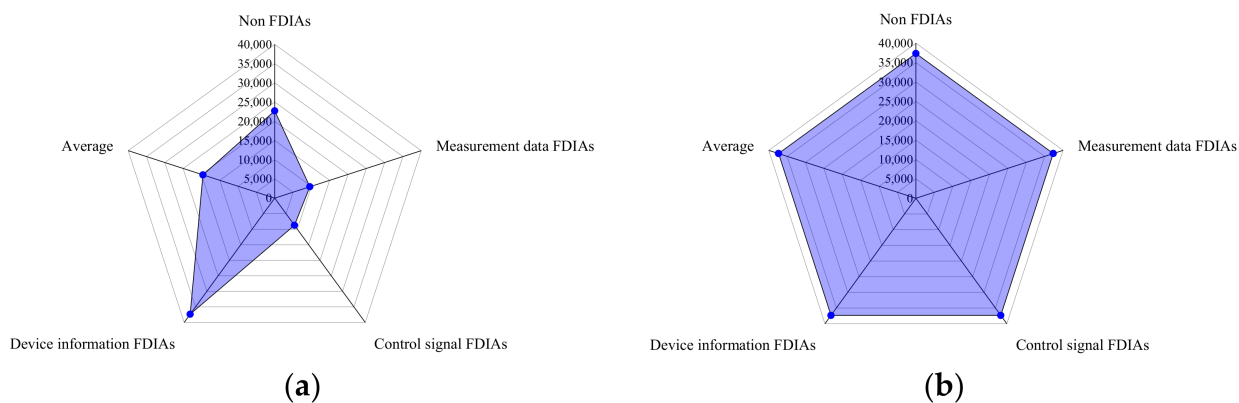 Non FDIAs
40,000
35,000
30,000
25,000
20,000
15,000
10,000
5,000
0
Average
Measurement data FDIAs
Device information FDIAs
Control signal FDIAs
(a)
Non FDIAs
40,000
35,000
30,000
25,000
20,000
15,000
10,000
5,000
0
Average
Measurement data FDIAs
Device information FDIAs
Control signal FDIAs
(b)